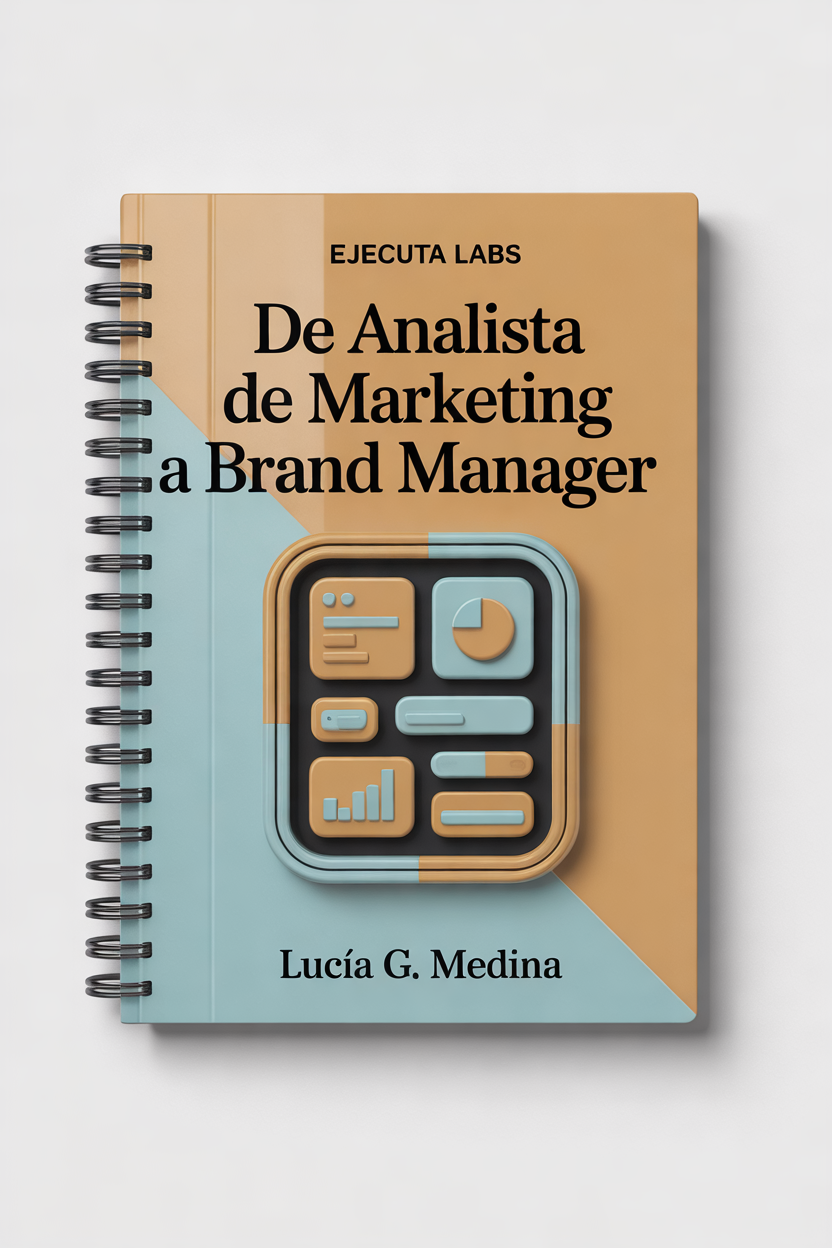 EJECUTA LABS
De Analista
de Marketing
a Brand Manager
Lucía G. Medina